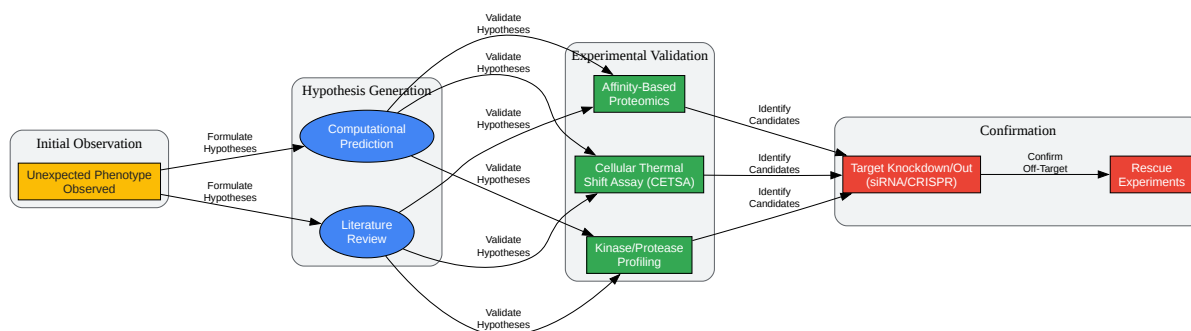 Initial Observation
Unexpected Phenotype
Observed
Formulate
Hypotheses
Formulate
Hypotheses
Hypothesis Generation
Computational
Prediction
Literature
Review
Validate
Hypotheses
Validate
Hypotheses
Validate
Hypotheses
Validate
Hypotheses
Validate
Hypotheses
Validate
Hypotheses
Experimental Validation
Affinity-Based
Proteomics
Cellular Thermal
Shift Assay (CETSA)
Kinase/Protease
Profiling
Identify
Candidates
Identify
Candidates
Identify
Candidates
Confirmation
Target Knockdown/Out
(siRNA/CRISPR)
Confirm
Off-Target
Rescue
Experiments